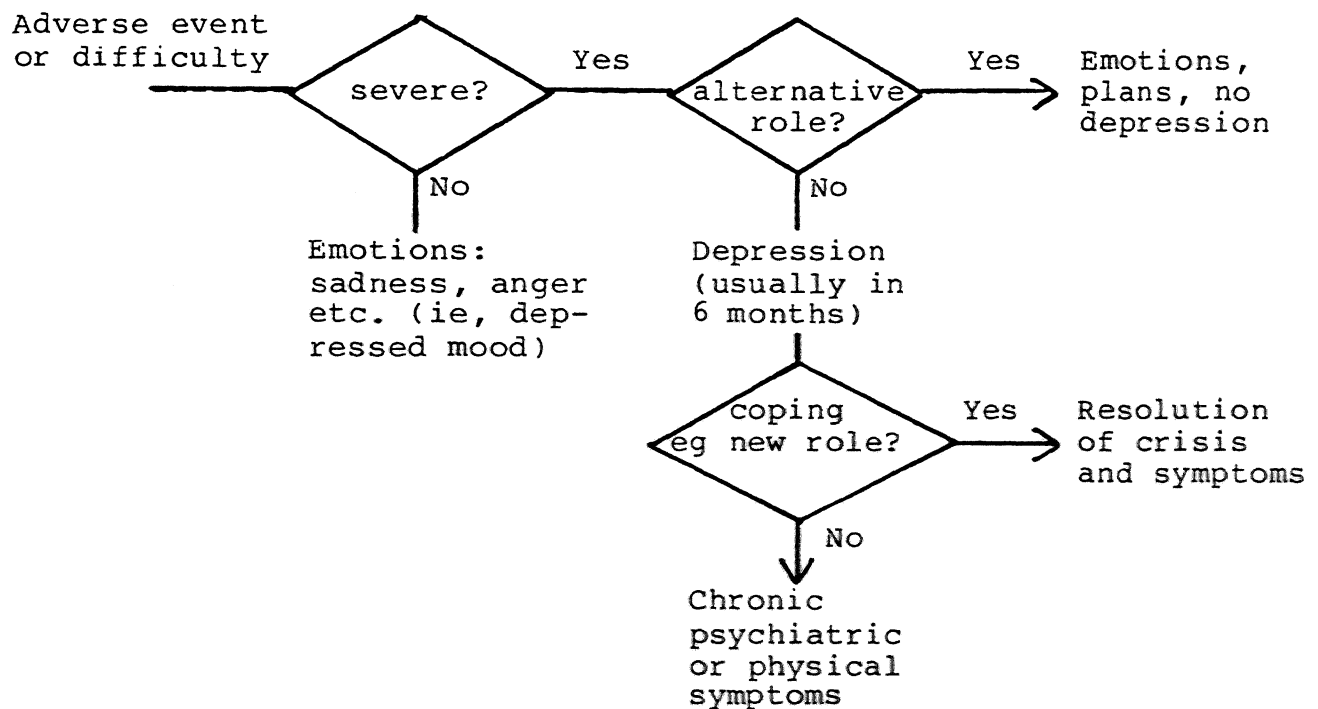 Adverse event
or difficulty
severe?
Yes
alternative
role?
Yes
Emotions,
plans, no
depression
No
Emotions:
sadness, anger
etc. (ie, dep-
ressed mood)
No
Depression
(usually in
6 months)
coping
eg new role?
Yes
Resolution
of crisis
and symptoms
No
Chronic
psychiatric
or physical
symptoms